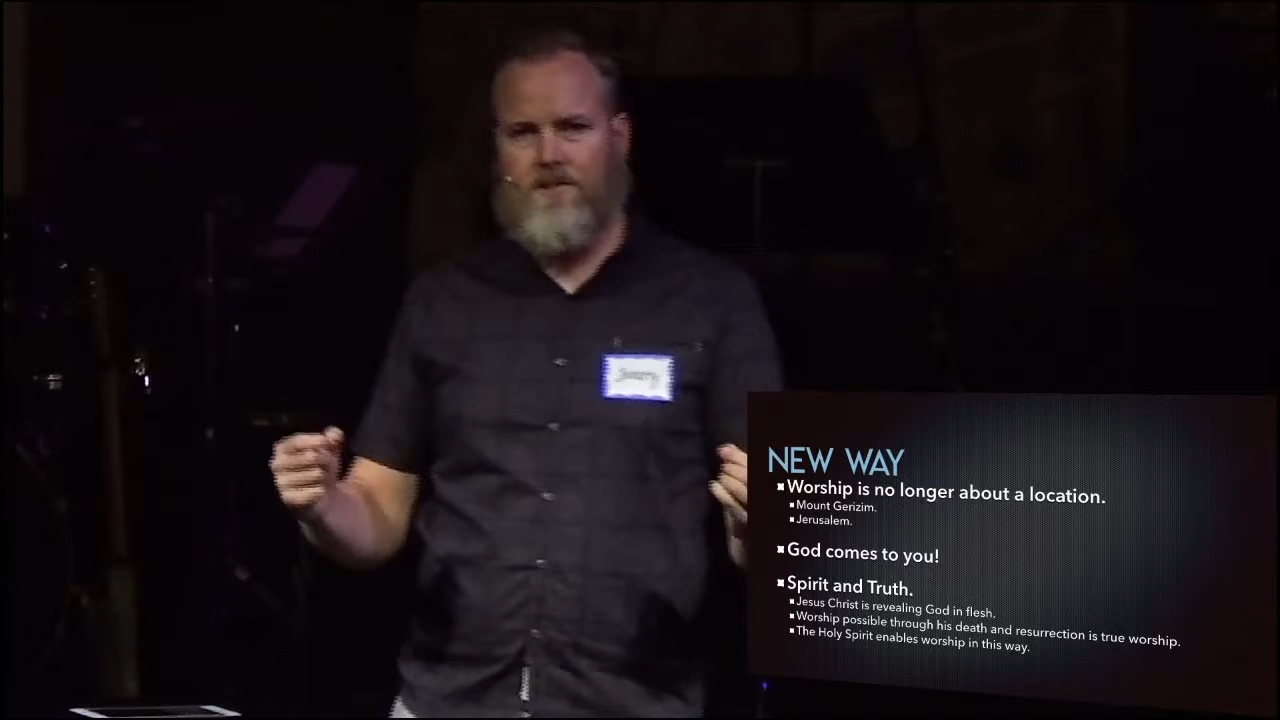 NEW WAY
Worship is no longer about a location.
Mount Gerizim.
Jerusalem.
God comes to you!
Spirit and Truth.
Jesus Christ is revealing God in flesh.
Worship possible through his death and resurrection is true worship.
The Holy Spirit enables worship in this way.